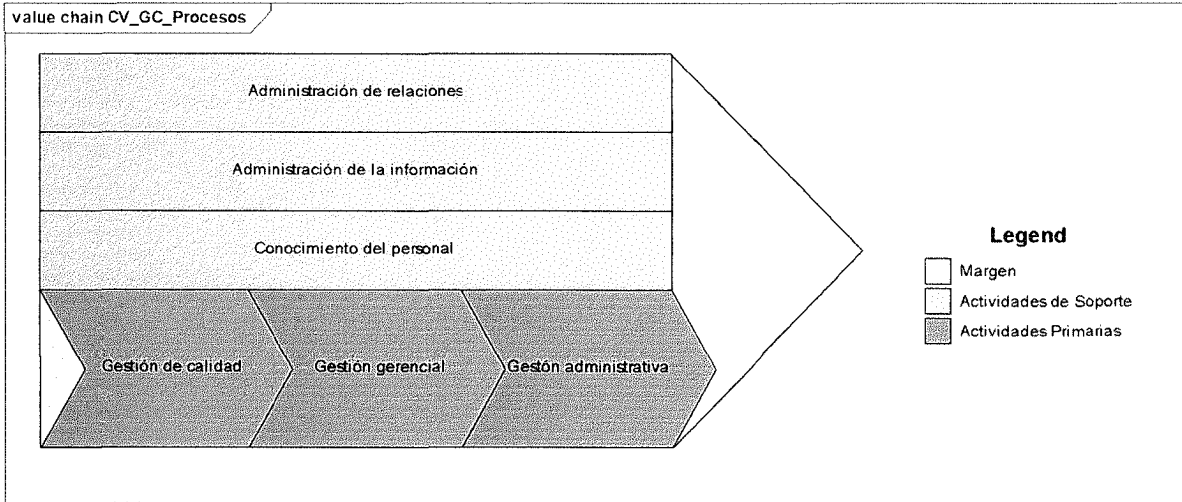 value chain CV_GC_Procesos
Administración de relaciones
Administración de la información
Conocimiento del personal
Gestión de calidad
Gestión gerencial
Gestón administrativa
Legend
Margen
Actividades de Soporte
Actividades Primarias